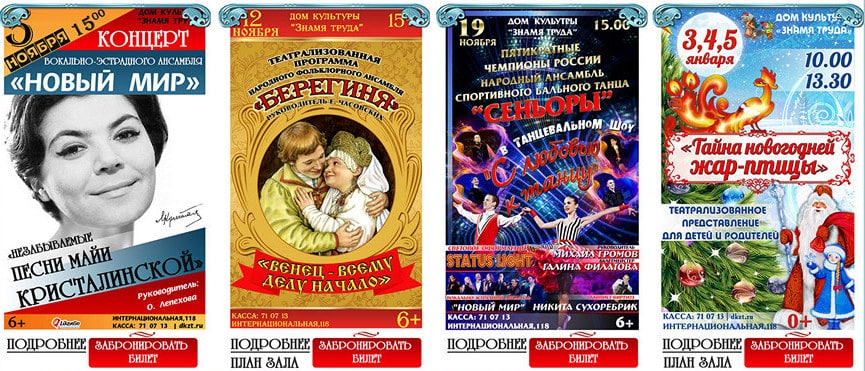 5 НОЯБРЯ 15⁰⁰
ДОМ КУЛЬТУРЫ
"ЗНАМЯ ТРУДА"
КОНЦЕРТ
ВОКАЛЬНО-ЭСТРАДНОГО АНСАМБЛЯ
«НОВЫЙ МИР»
«НЕЗАБЫВАЕМЫЕ
ПЕСНИ МАЙИ
КРИСТАЛИНСКОЙ»
Руководитель:
О. Лепехова
6+
ИНТЕРНАЦИОНАЛЬНАЯ,118
КАССА: 71 07 13 | dkzt.ru
ПОДРОБНЕЕ
ЗАБРОНИРОВАТЬ
БИЛЕТ
12
НОЯБРЯ
ДОМ КУЛЬТУРЫ
"ЗНАМЯ ТРУДА"
15
ТЕАТРАЛИЗОВАННАЯ
ПРОГРАММА
НАРОДНОГО ФОЛЬКЛОРНОГО АНСАМБЛЯ
«БЕРЕГИНЯ»
РУКОВОДИТЕЛЬ Е. ЧАСОВСКИХ
«ВЕНЕЦ - ВСЕМУ
ДЕЛУ НАЧАЛО»
КАССА: 71 07 13
ИНТЕРНАЦИОНАЛЬНАЯ,118
6+
ПОДРОБНЕЕ
ПЛАН ЗАЛА
ЗАБРОНИРОВАТЬ
БИЛЕТ
19
НОЯБРЯ
ДОМ КУЛЬТУРЫ
"ЗНАМЯ ТРУДА"
15.00
ПЯТИКРАТНЫЕ
ЧЕМПИОНЫ РОССИИ
НАРОДНЫЙ АНСАМБЛЬ
СПОРТИВНОГО БАЛЬНОГО ТАНЦА
"СЕНЬОРЫ"
В ТАНЦЕВАЛЬНОМ ШОУ
"С любовью
к танцу"
СВЕТОВОЕ ОФОРМЛЕНИЕ
STATUS LIGHT
РУКОВОДИТЕЛЬ
МИХАИЛ ГРОМОВ
ГАЛИНА ФИЛАТОВА
"НОВЫЙ МИР"
НИКИТА СУХОРЕБРИК
КАССА: 71 07 13
ИНТЕРНАЦИОНАЛЬНАЯ,118
6+
ПОДРОБНЕЕ
ЗАБРОНИРОВАТЬ
БИЛЕТ
3,4,5
января
ДОМ КУЛЬТУРЫ
"ЗНАМЯ ТРУДА"
10.00
13.30
«Тайна новогодней
жар-птицы»
ТЕАТРАЛИЗОВАННОЕ
ПРЕДСТАВЛЕНИЕ
ДЛЯ ДЕТЕЙ И РОДИТЕЛЕЙ
КАССА: 71 07 13 | dkzt.ru
ИНТЕРНАЦИОНАЛЬНАЯ,118
0+
ПОДРОБНЕЕ
ПЛАН ЗАЛА
ЗАБРОНИРОВАТЬ
БИЛЕТ